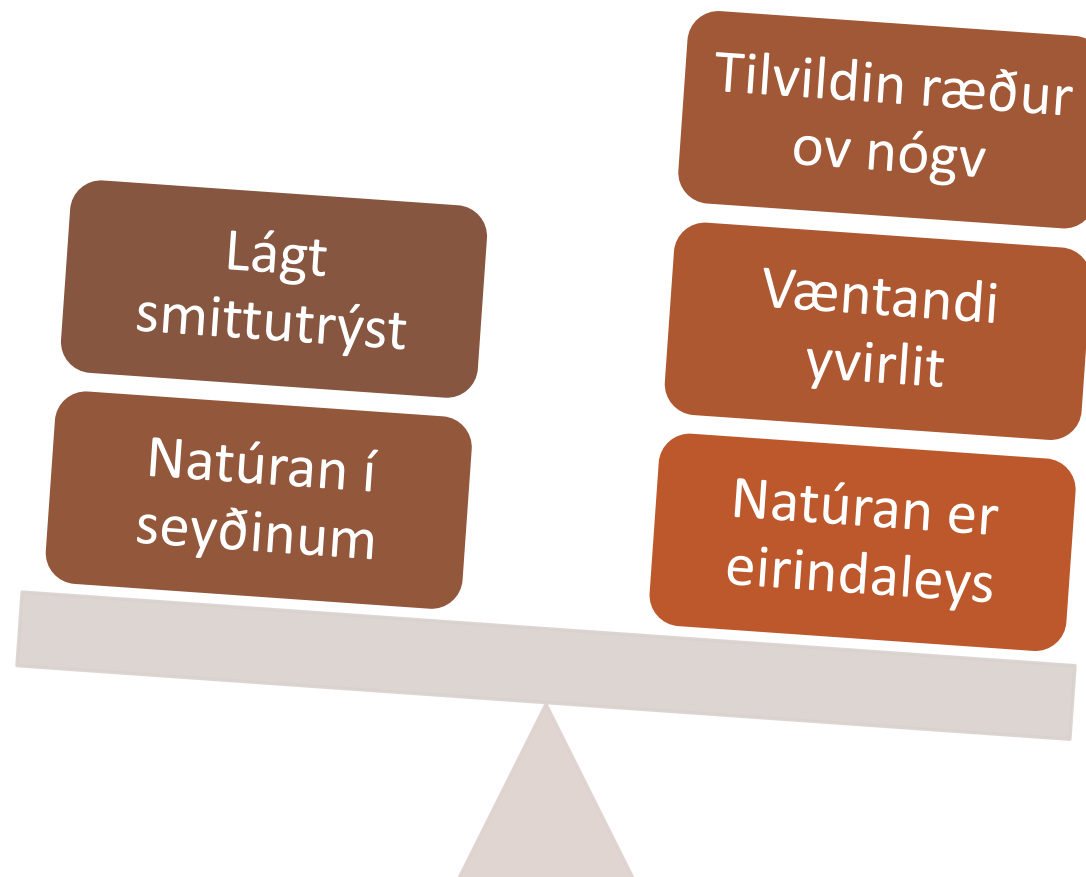 Lágt
smittutrýst
Natúran í
seyðinum
Tilvildin ræður
ov nógv
Væntandi
yvirlit
Natúran er
eirindaleys